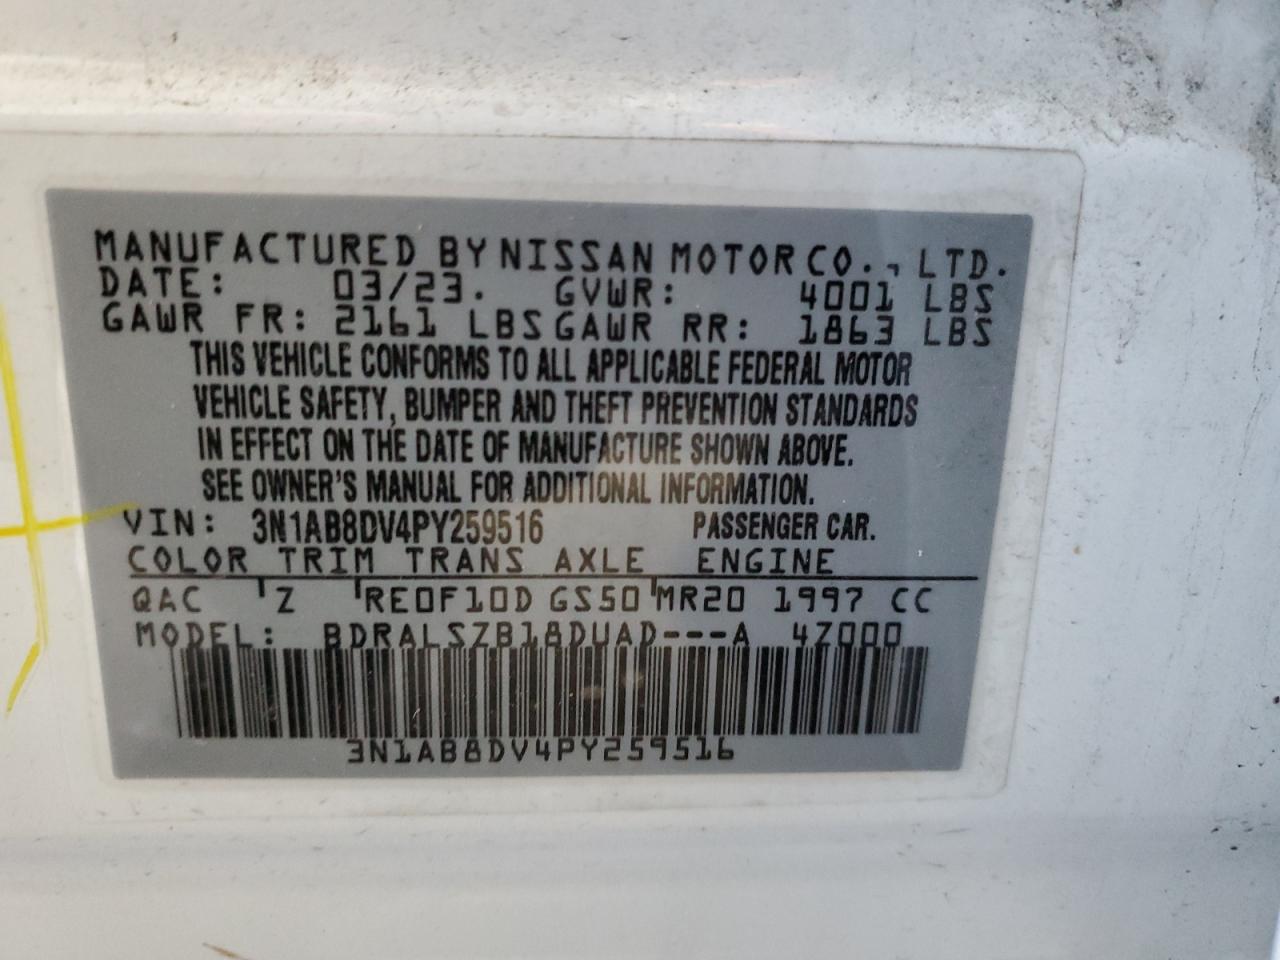 MANUFACTURED BY NISSAN MOTOR CO., LTD.
DATE: 03/23. GVWR: 4001 LBS
GAWR FR: 2161 LBS GAWR RR: 1863 LBS
THIS VEHICLE CONFORMS TO ALL APPLICABLE FEDERAL MOTOR
VEHICLE SAFETY, BUMPER AND THEFT PREVENTION STANDARDS
IN EFFECT ON THE DATE OF MANUFACTURE SHOWN ABOVE.
SEE OWNER'S MANUAL FOR ADDITIONAL INFORMATION.
VIN: 3N1AB8DV4PY259516 PASSENGER CAR.
COLOR TRIM TRANS AXLE ENGINE
QAC Z RE0F10D GS50 MR20 1997 CC
MODEL: BDRALSZB18DUAD---A 4Z000
3N1AB8DV4PY259516